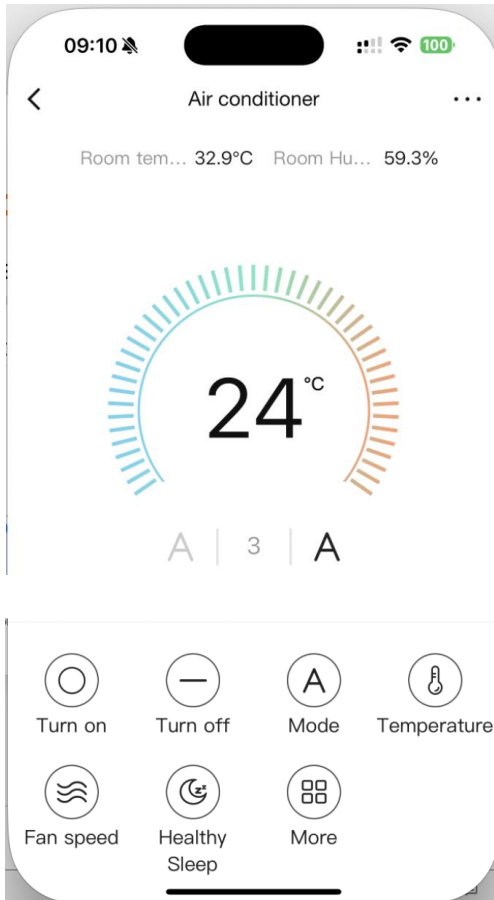 09:10
100
Air conditioner
Room tem... 32.9°C Room Hu... 59.3%
24 °C
A | 3 | A
A
Turn on Turn off Mode Temperature
zz
Fan speed Healthy Sleep More